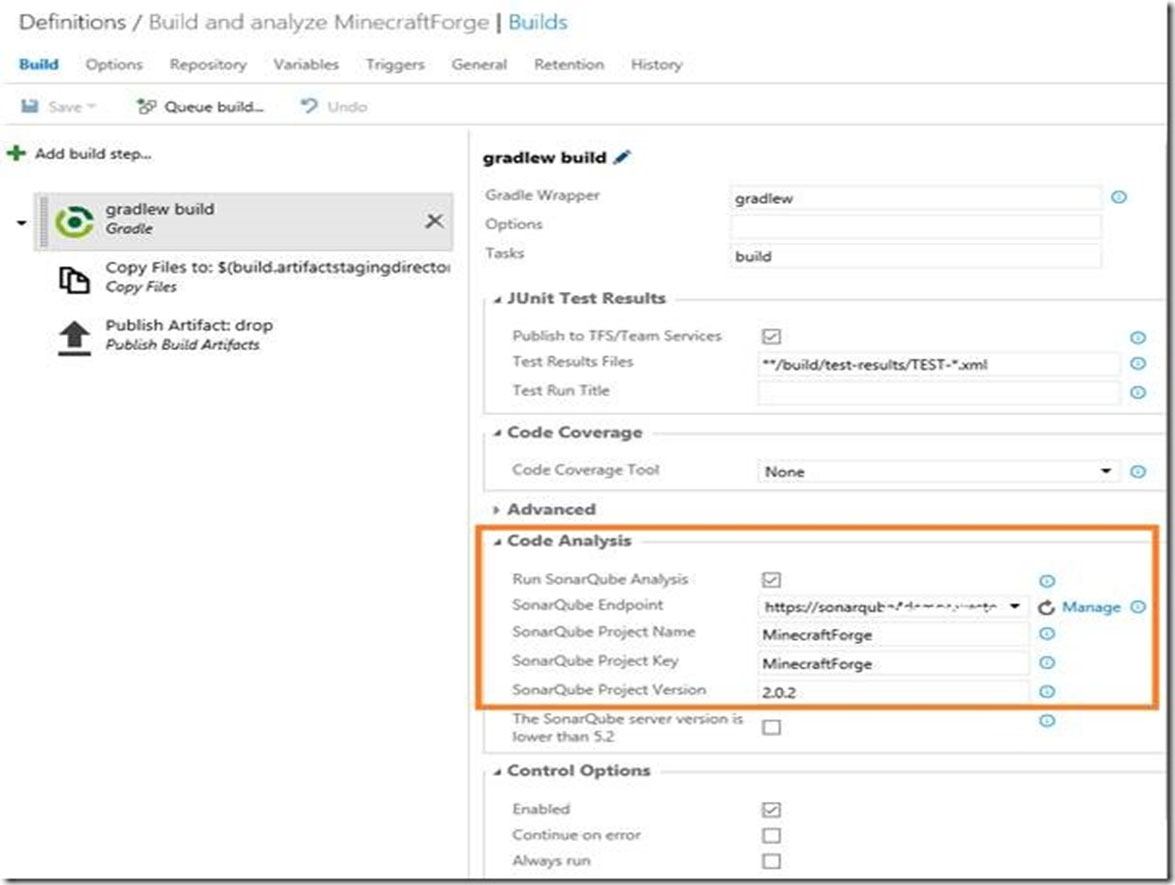 Definitions / Build and analyze MinecraftForge | Builds
Build Options Repository Variables Triggers General Retention History
Save Queue build... Undo
Add build step...
gradlew build
Gradle
Copy Files to: $(build.artifactstagingdirector
Copy Files
Publish Artifact: drop
Publish Build Artifacts
gradlew build
Gradle Wrapper gradlew
Options
Tasks build
JUnit Test Results
Publish to TFS/Team Services
Test Results Files **/build/test-results/TEST-*.xml
Test Run Title
Code Coverage
Code Coverage Tool None
Advanced
Code Analysis
Run SonarQube Analysis
SonarQube Endpoint Manage
SonarQube Project Name MinecraftForge
SonarQube Project Key MinecraftForge
SonarQube Project Version 2.0.2
The SonarQube server version is
lower than 5.2
Control Options
Enabled
Continue on error
Always run